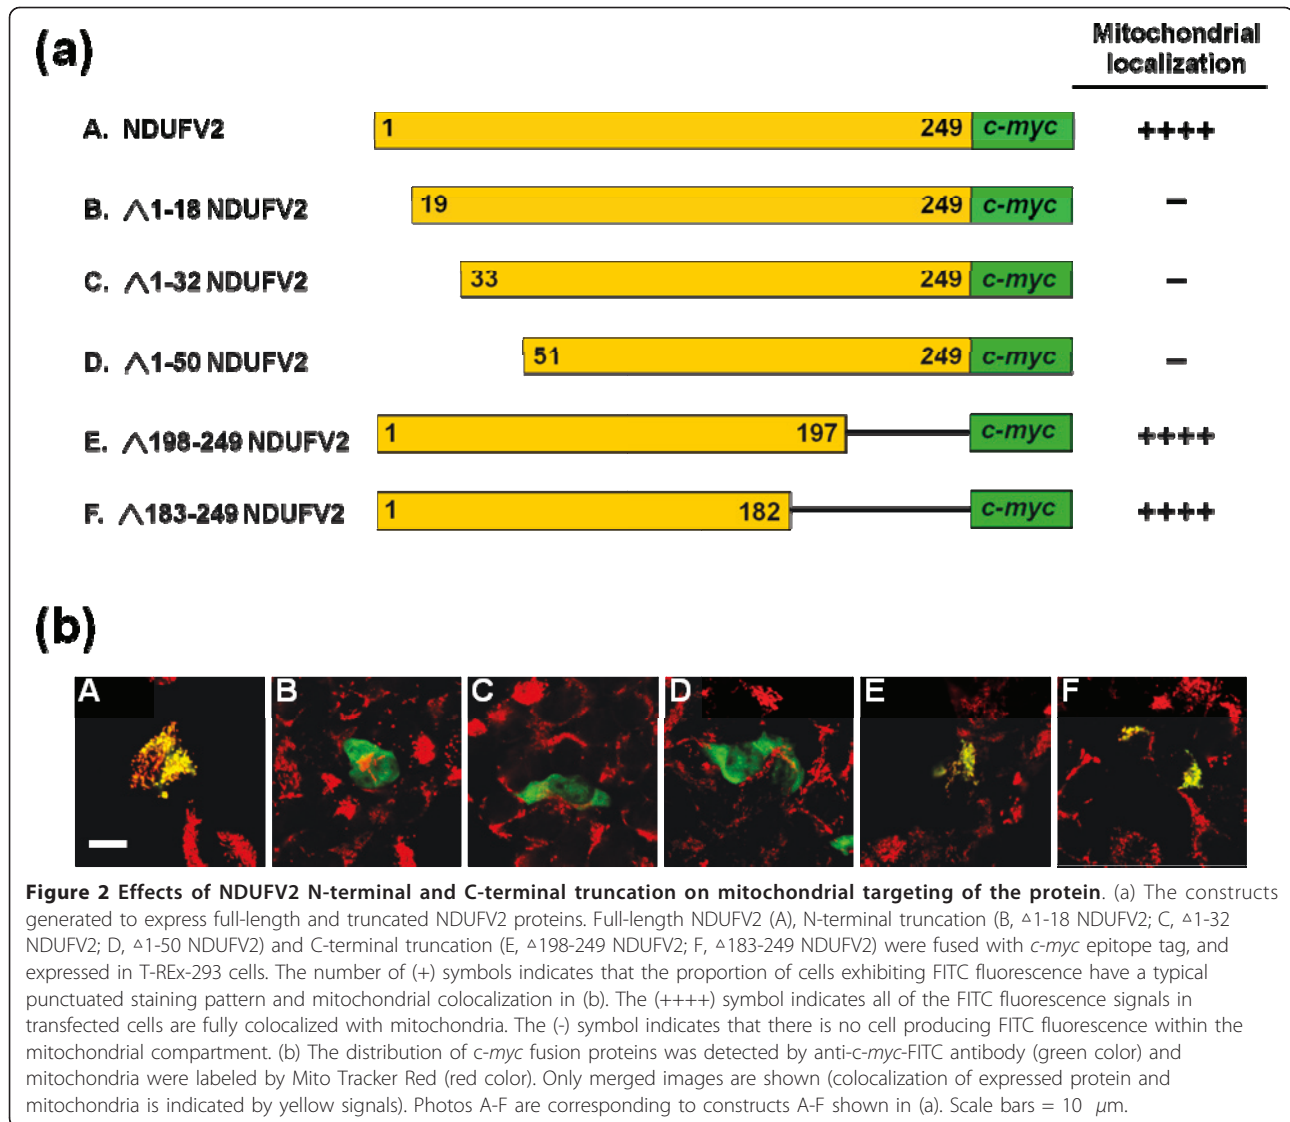 (a)
Mitochondrial
localization
A. NDUFV2 1 249 c-myc ++++
B. △1-18 NDUFV2 19 249 c-myc –
C. △1-32 NDUFV2 33 249 c-myc –
D. △1-50 NDUFV2 51 249 c-myc –
E. △198-249 NDUFV2 1 197 c-myc ++++
F. △183-249 NDUFV2 1 182 c-myc ++++
(b)
A B C D E F
Figure 2 Effects of NDUFV2 N-terminal and C-terminal truncation on mitochondrial targeting of the protein. (a) The constructs
generated to express full-length and truncated NDUFV2 proteins. Full-length NDUFV2 (A), N-terminal truncation (B, △1-18 NDUFV2; C, △1-32
NDUFV2; D, △1-50 NDUFV2) and C-terminal truncation (E, △198-249 NDUFV2; F, △183-249 NDUFV2) were fused with c-myc epitope tag, and
expressed in T-REx-293 cells. The number of (+) symbols indicates that the proportion of cells exhibiting FITC fluorescence have a typical
punctuated staining pattern and mitochondrial colocalization in (b). The (++++) symbol indicates all of the FITC fluorescence signals in
transfected cells are fully colocalized with mitochondria. The (-) symbol indicates that there is no cell producing FITC fluorescence within the
mitochondrial compartment. (b) The distribution of c-myc fusion proteins was detected by anti-c-myc-FITC antibody (green color) and
mitochondria were labeled by Mito Tracker Red (red color). Only merged images are shown (colocalization of expressed protein and
mitochondria is indicated by yellow signals). Photos A-F are corresponding to constructs A-F shown in (a). Scale bars = 10 μm.